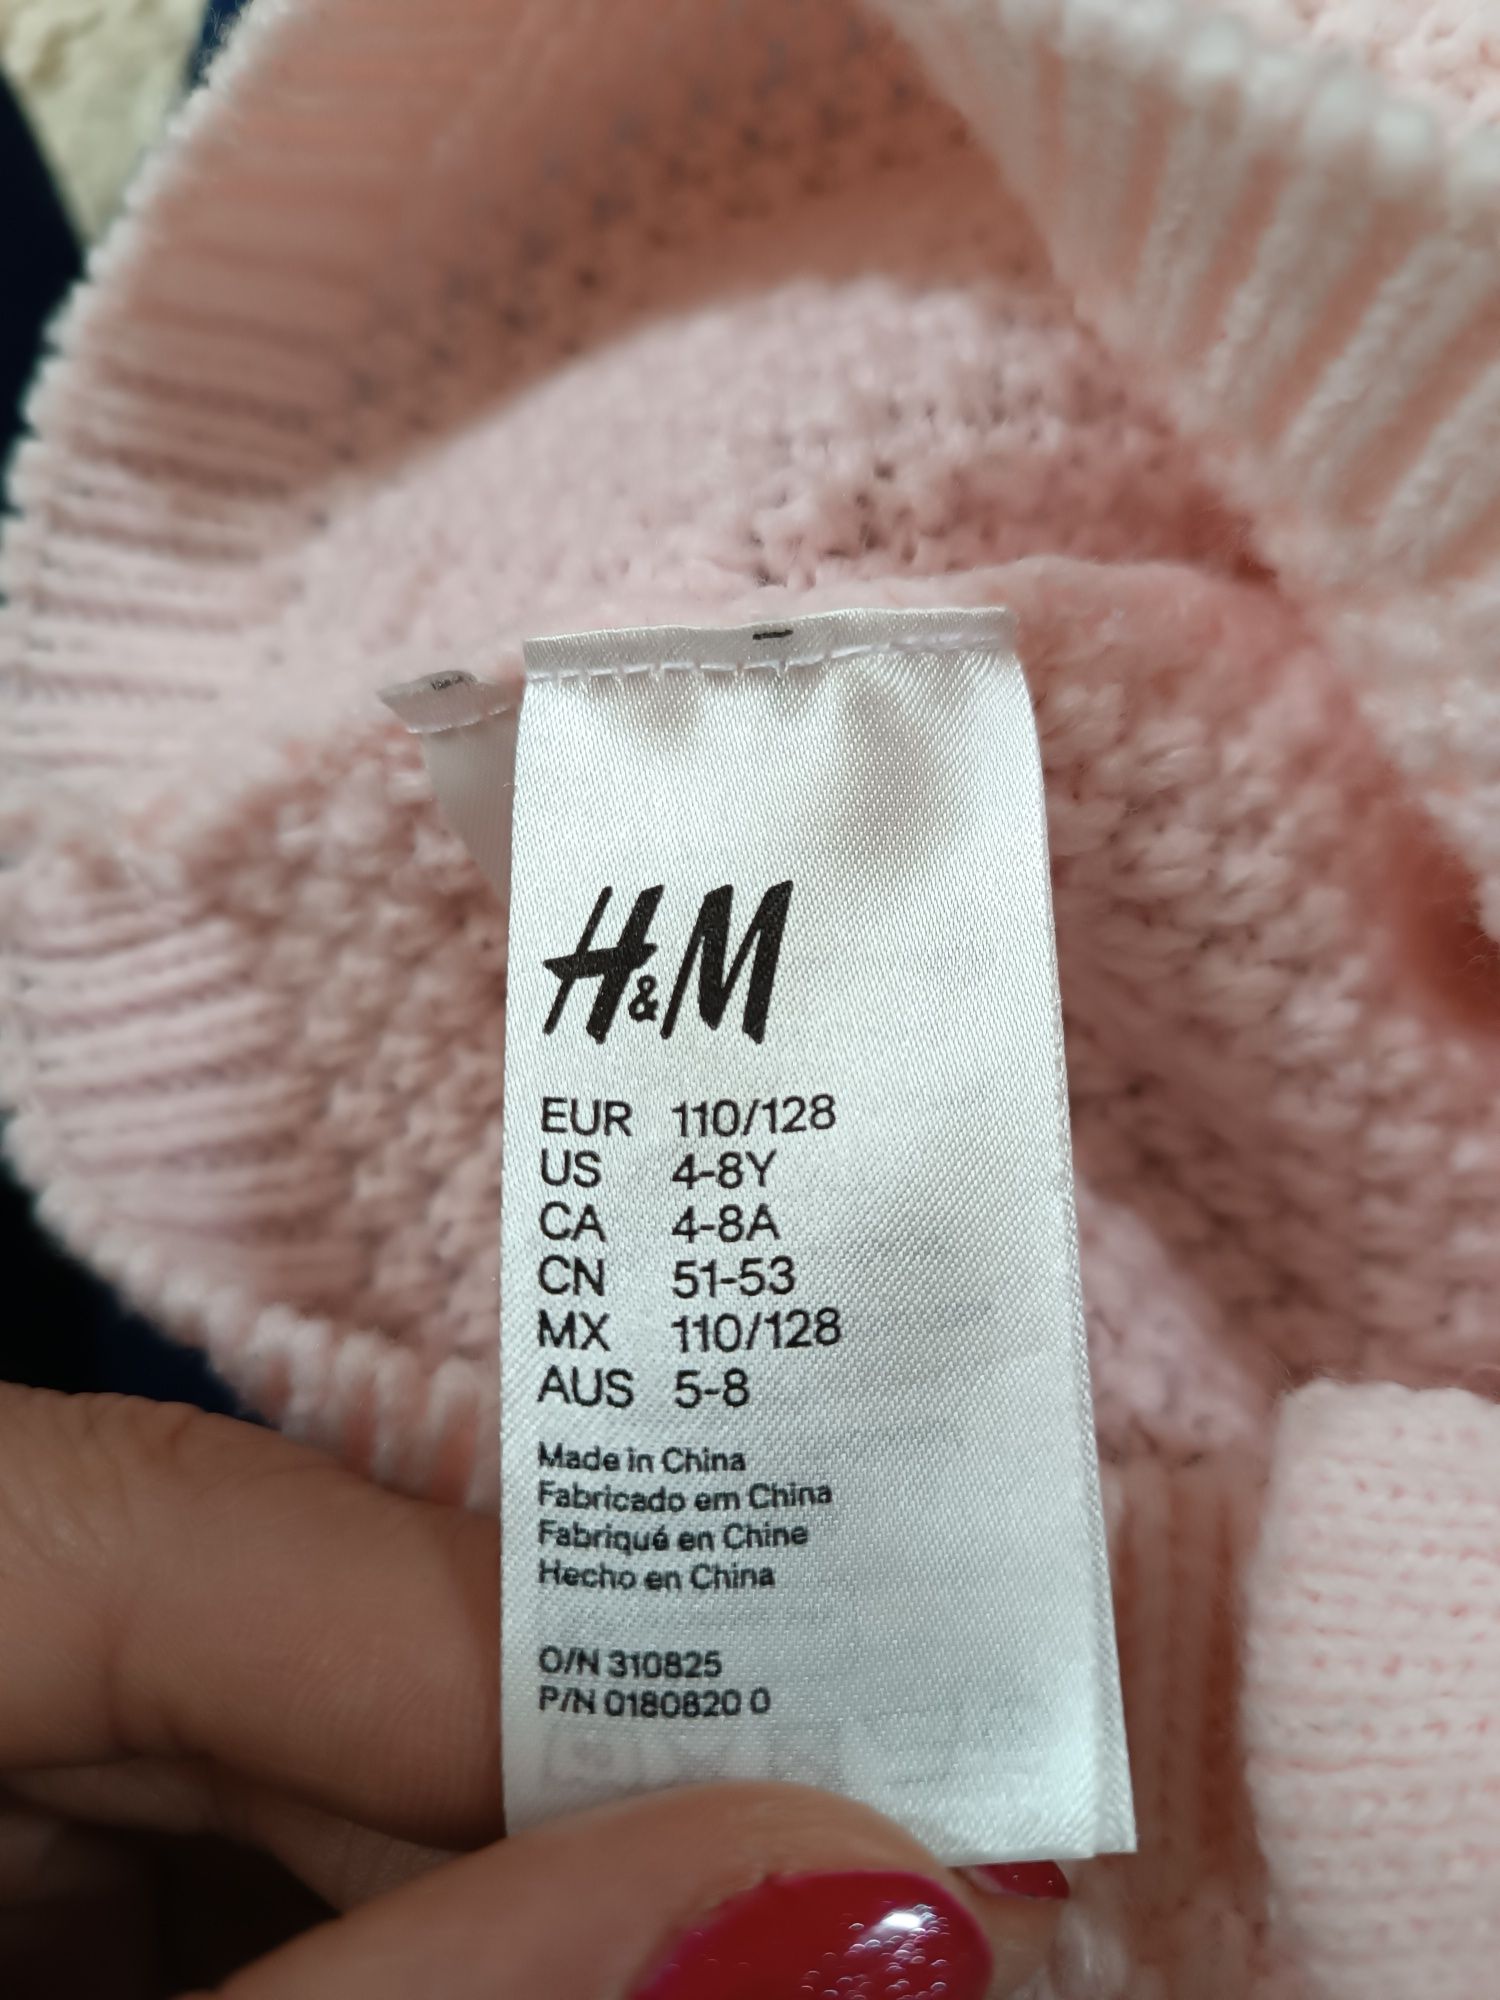 H&M
EUR 110/128
US 4-8Y
CA 4-8A
CN 51-53
MX 110/128
AUS 5-8
Made in China
Fabricado em China
Fabriqué en Chine
Hecho en China
O/N 310825
P/N 0180820 0